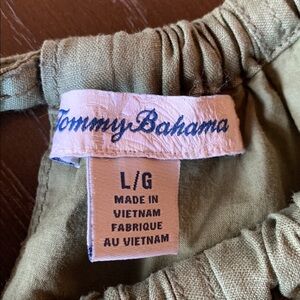 Tommy Bahama
L/G
MADE IN
VIETNAM
FABRIQUE
AU VIETNAM